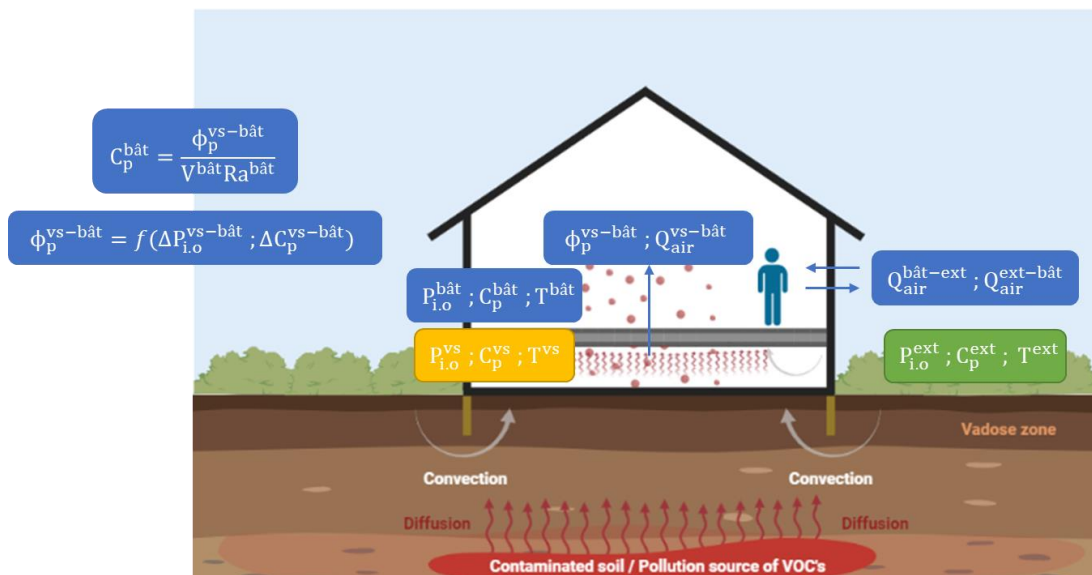 C_p^bât = ϕ_p^vs−bât / V^bât Ra^bât
ϕ_p^vs−bât = f(ΔP_i.o^vs−bât ; ΔC_p^vs−bât)
ϕ_p^vs−bât ; Q_air^vs−bât
P_i.o^bât ; C_p^bât ; T^bât
Q_air^bât−ext ; Q_air^ext−bât
P_i.o^vs ; C_p^vs ; T^vs
P_i.o^ext ; C_p^ext ; T^ext
Vadose zone
Convection
Convection
Diffusion
Diffusion
Contaminated soil / Pollution source of VOC's